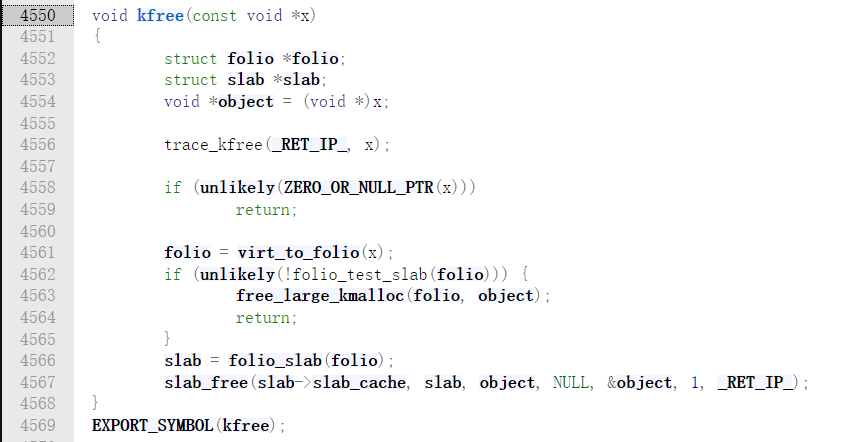 4550 void kfree(const void *x)
4551 {
4552 struct folio *folio;
4553 struct slab *slab;
4554 void *object = (void *)x;
4555
4556 trace_kfree(_RET_IP_, x);
4557
4558 if (unlikely(ZERO_OR_NULL_PTR(x)))
4559 return;
4560
4561 folio = virt_to_folio(x);
4562 if (unlikely(!folio_test_slab(folio))) {
4563 free_large_kmalloc(folio, object);
4564 return;
4565 }
4566 slab = folio_slab(folio);
4567 slab_free(slab->slab_cache, slab, object, NULL, &object, 1, _RET_IP_);
4568 }
4569 EXPORT_SYMBOL(kfree);